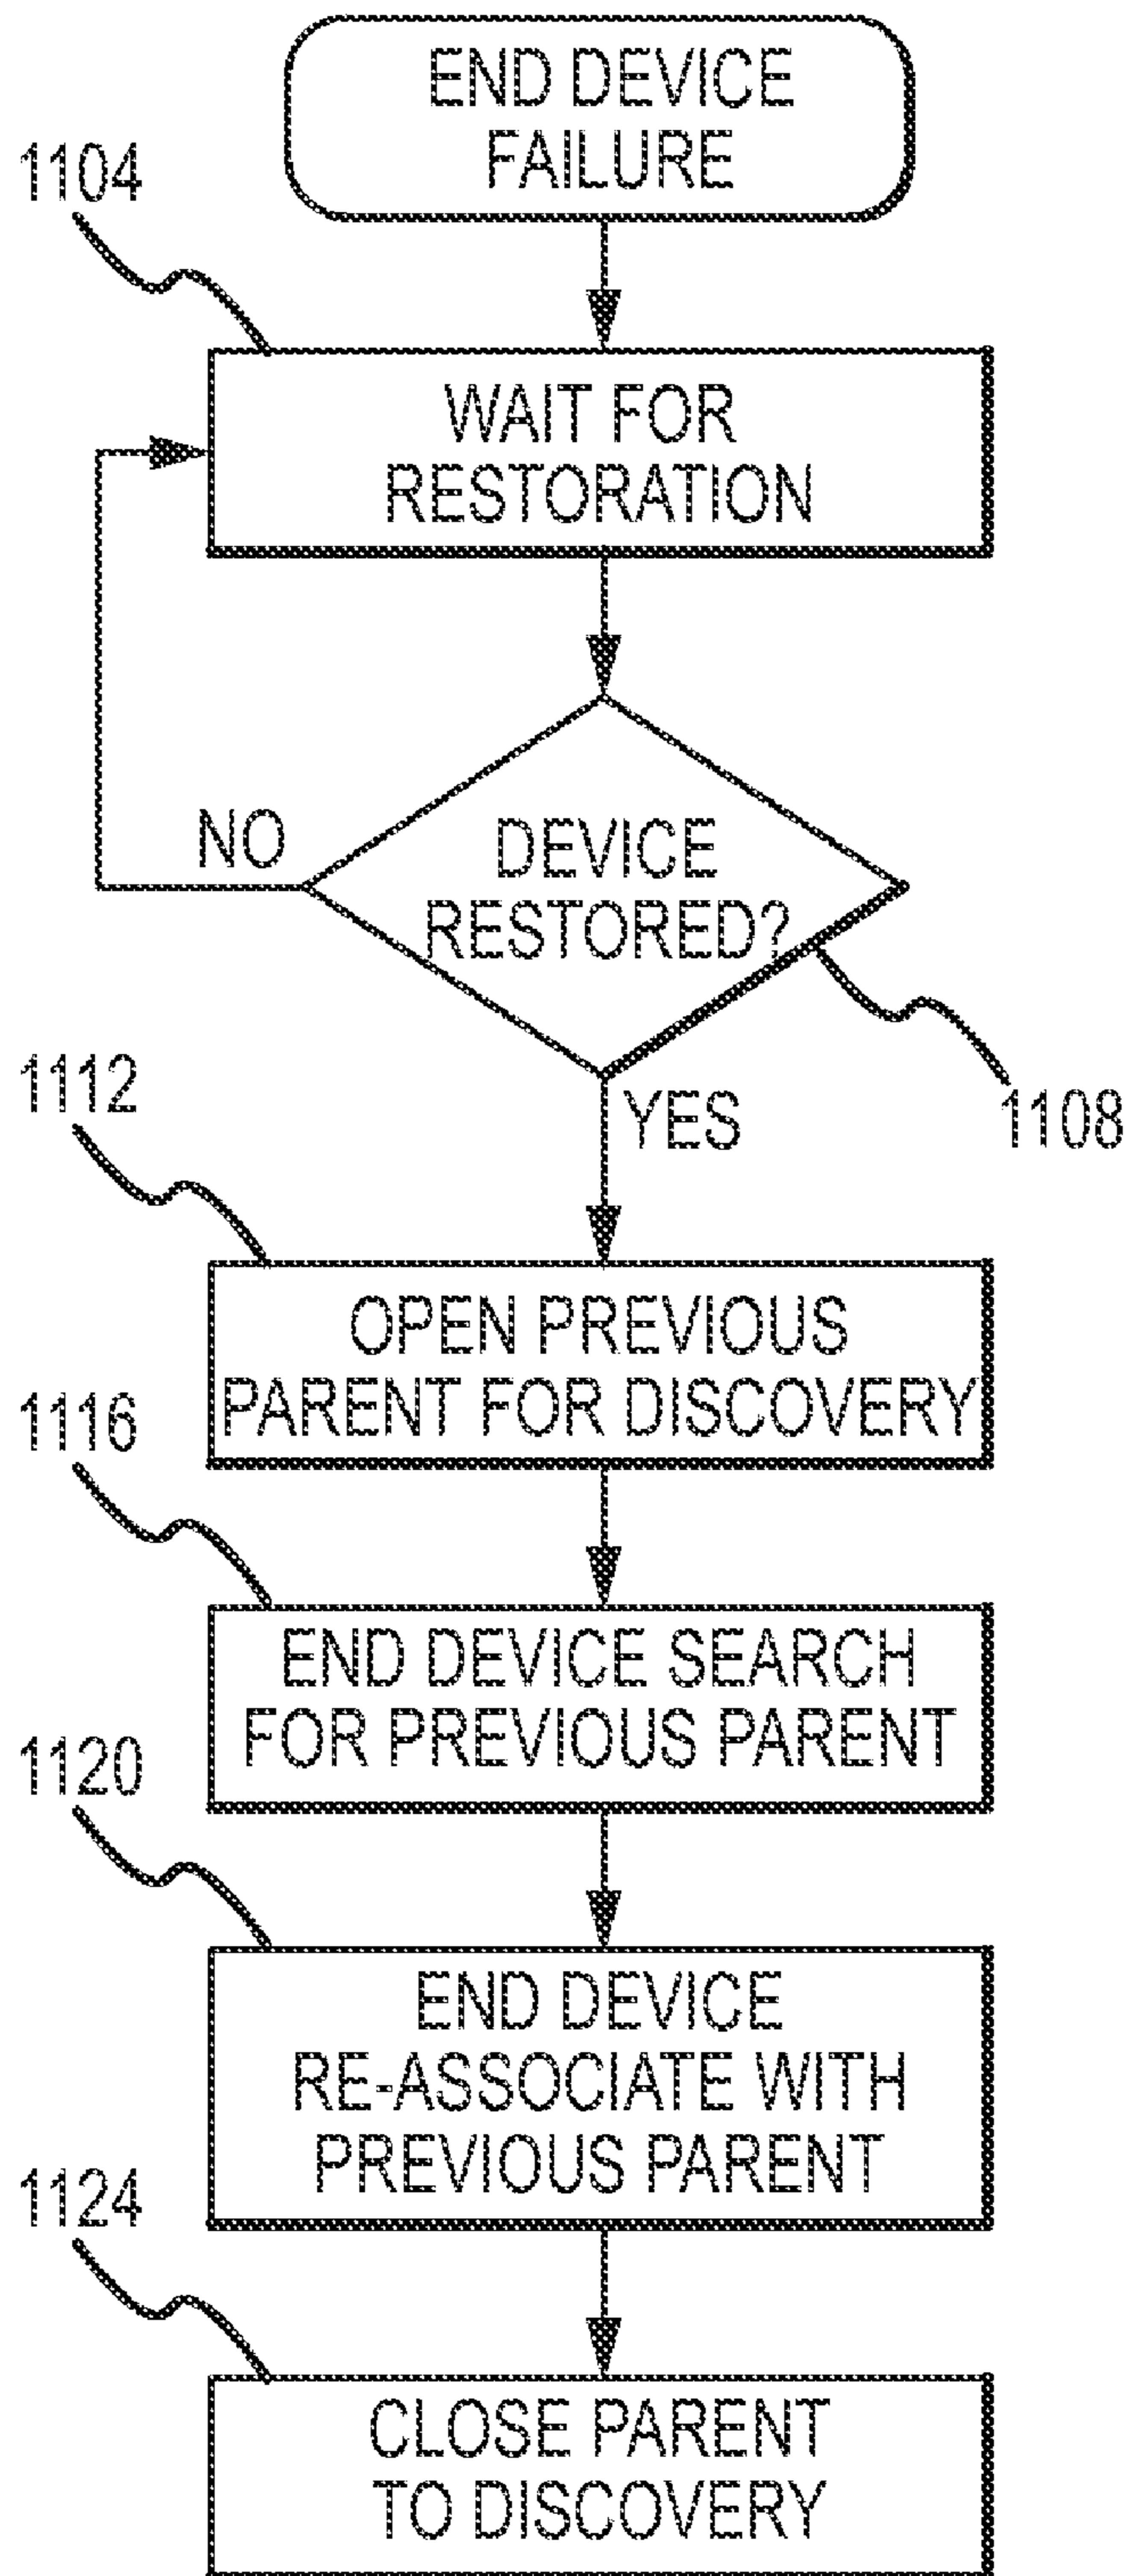 END DEVICE
FAILURE
1104
WAIT FOR
RESTORATION
NO
DEVICE
RESTORED?
1108
YES
1112
OPEN PREVIOUS
PARENT FOR DISCOVERY
1116
END DEVICE SEARCH
FOR PREVIOUS PARENT
1120
END DEVICE
RE-ASSOCIATE WITH
PREVIOUS PARENT
1124
CLOSE PARENT
TO DISCOVERY